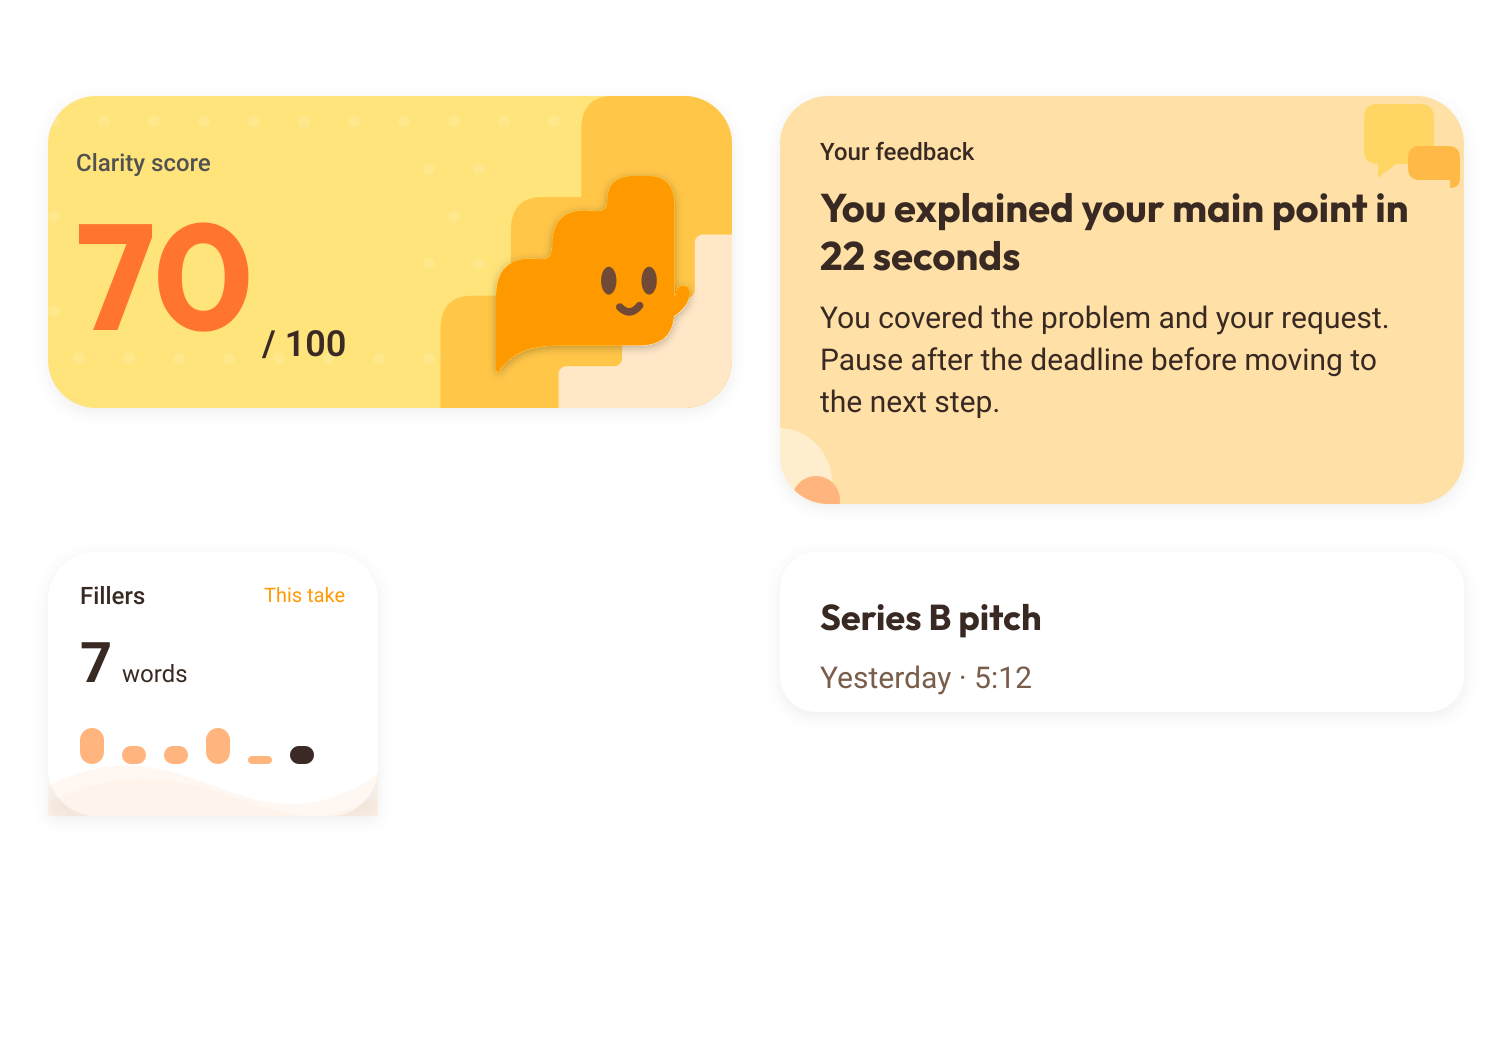 Clarity score
70 / 100
Your feedback
You explained your main point in
22 seconds
You covered the problem and your request.
Pause after the deadline before moving to
the next step.
Fillers
This take
7 words
Series B pitch
Yesterday · 5:12